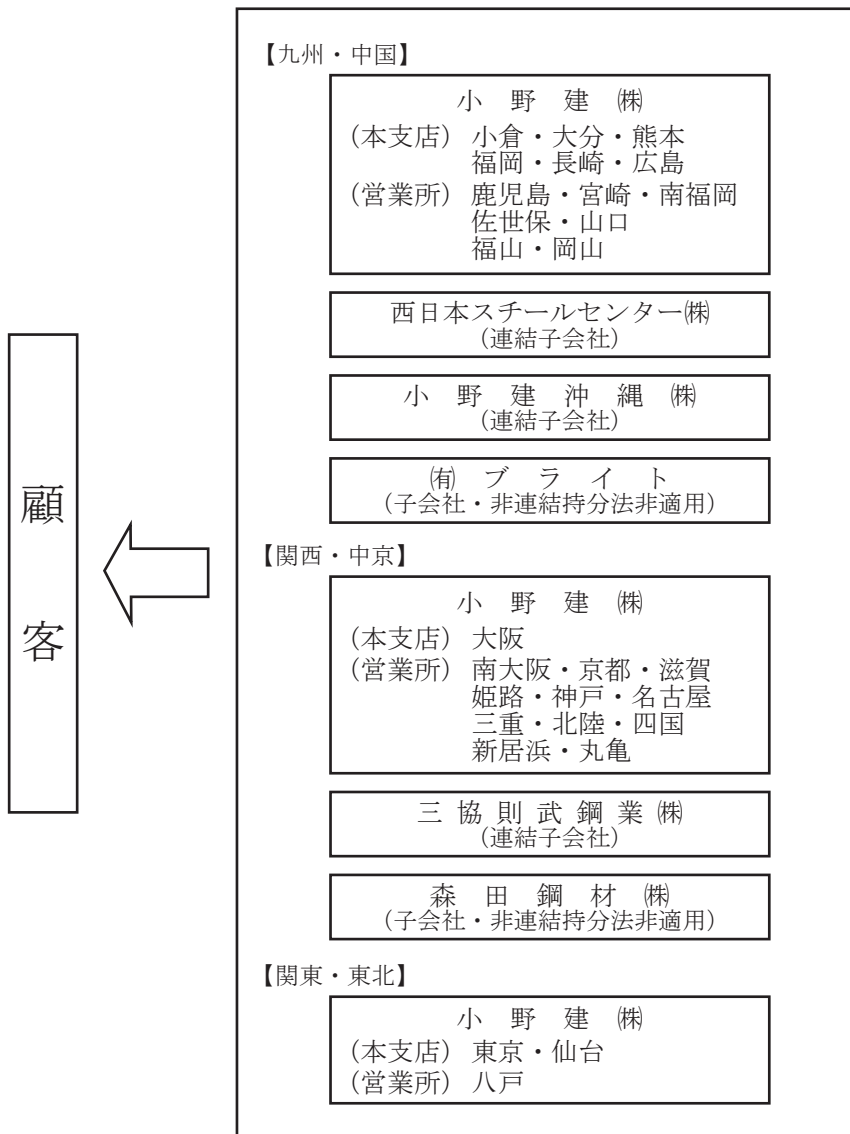 【九州・中国】
小野建㈱
(本支店) 小倉・大分・熊本
福岡・長崎・広島
(営業所) 鹿児島・宮崎・南福岡
佐世保・山口
福山・岡山
西日本スチールセンター㈱
(連結子会社)
小野建沖縄㈱
(連結子会社)
㈲ブライト
(子会社・非連結持分法非適用)
顧客
【関西・中京】
小野建㈱
(本支店) 大阪
(営業所) 南大阪・京都・滋賀
姫路・神戸・名古屋
三重・北陸・四国
新居浜・丸亀
三協則武鋼業㈱
(連結子会社)
森田鋼材㈱
(子会社・非連結持分法非適用)
【関東・東北】
小野建㈱
(本支店) 東京・仙台
(営業所) 八戸